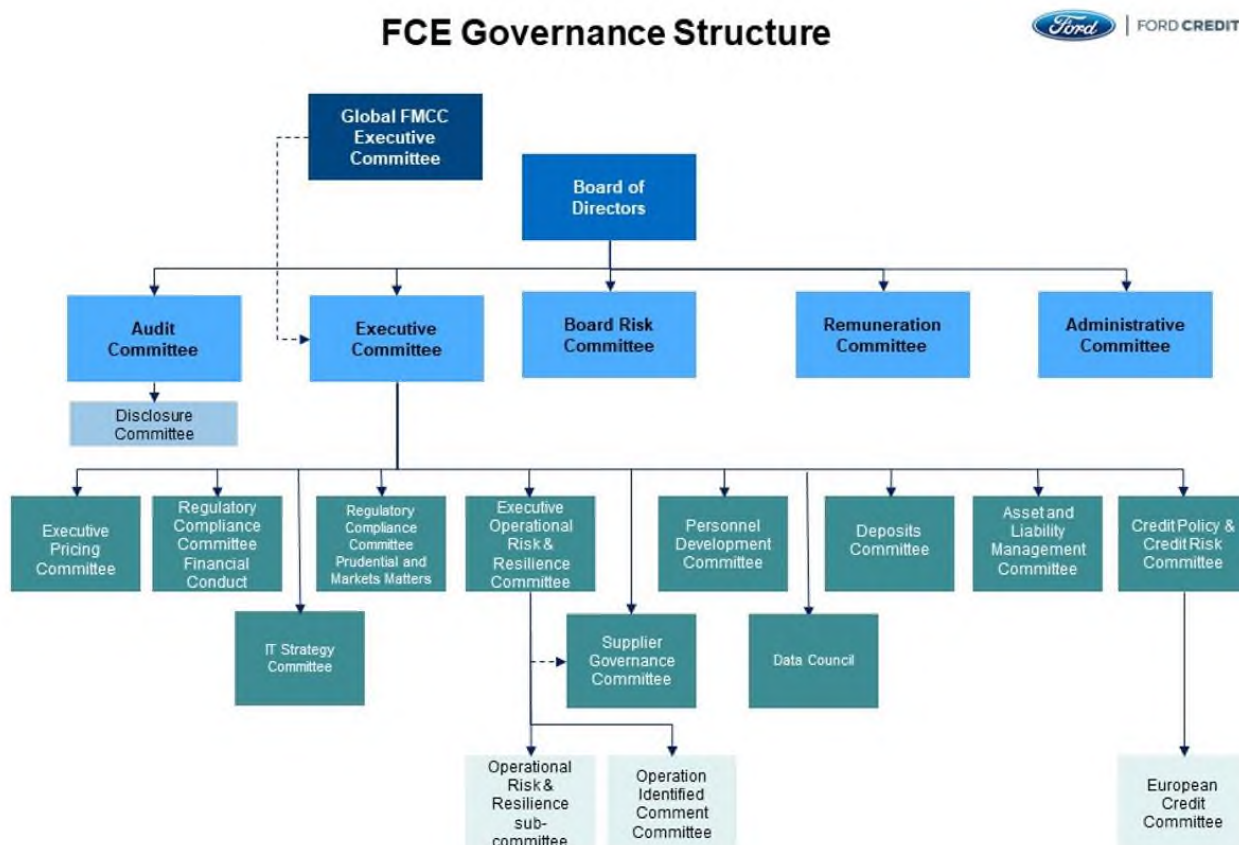 FCE Governance Structure
Ford
FORD CREDIT
Global FMCC
Executive
Committee
Board of
Directors
Audit
Committee
Executive
Committee
Board Risk
Committee
Remuneration
Committee
Administrative
Committee
Disclosure
Committee
Executive
Pricing
Committee
Regulatory
Compliance
Committee
Financial
Conduct
Regulatory
Compliance
Committee
Prudential and
Markets Matters
Executive
Operational
Risk &
Resilience
Committee
Personnel
Development
Committee
Deposits
Committee
Asset and
Liability
Management
Committee
Credit Policy &
Credit Risk
Committee
IT Strategy
Committee
Supplier
Governance
Committee
Data Council
Operational
Risk &
Resilience
sub-
committee
Operation
Identified
Comment
Committee
European
Credit
Committee